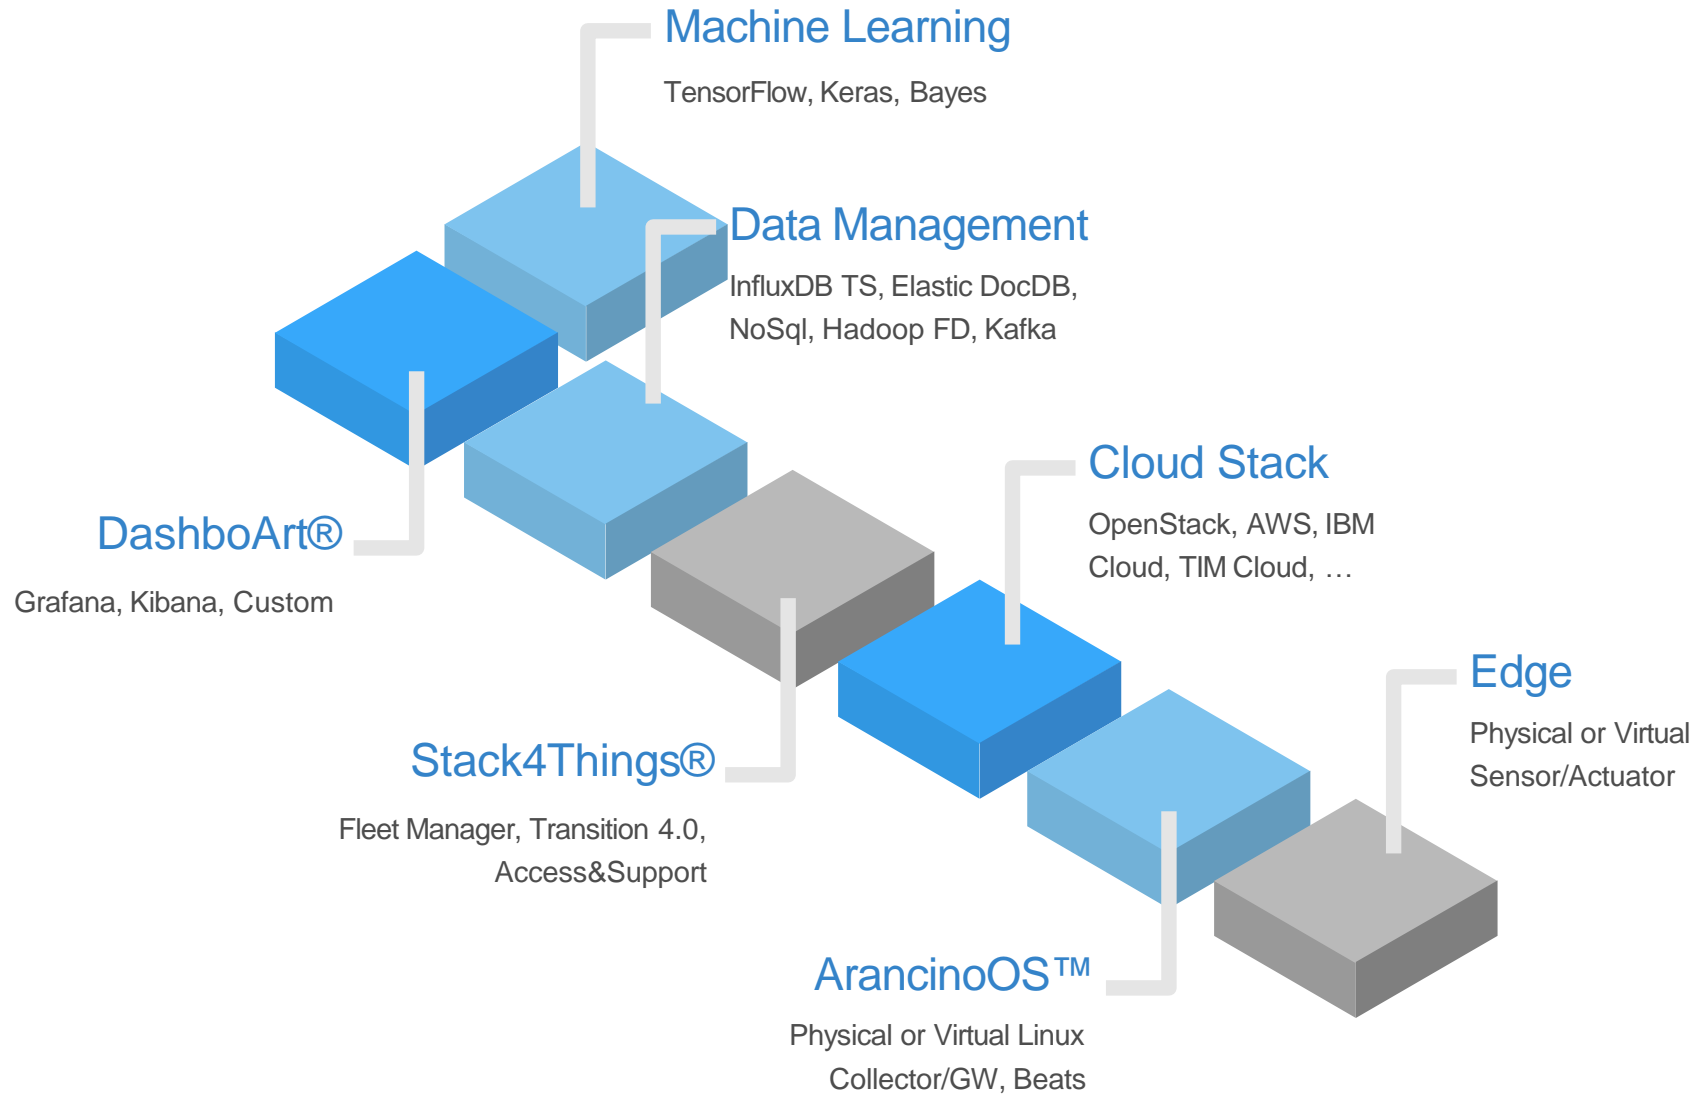 Machine Learning
TensorFlow, Keras, Bayes
Data Management
InfluxDB TS, Elastic DocDB,
NoSql, Hadoop FD, Kafka
DashboArt®
Grafana, Kibana, Custom
Cloud Stack
OpenStack, AWS, IBM
Cloud, TIM Cloud, …
Stack4Things®
Fleet Manager, Transition 4.0,
Access&Support
Edge
Physical or Virtual
Sensor/Actuator
ArancinoOS™
Physical or Virtual Linux
Collector/GW, Beats